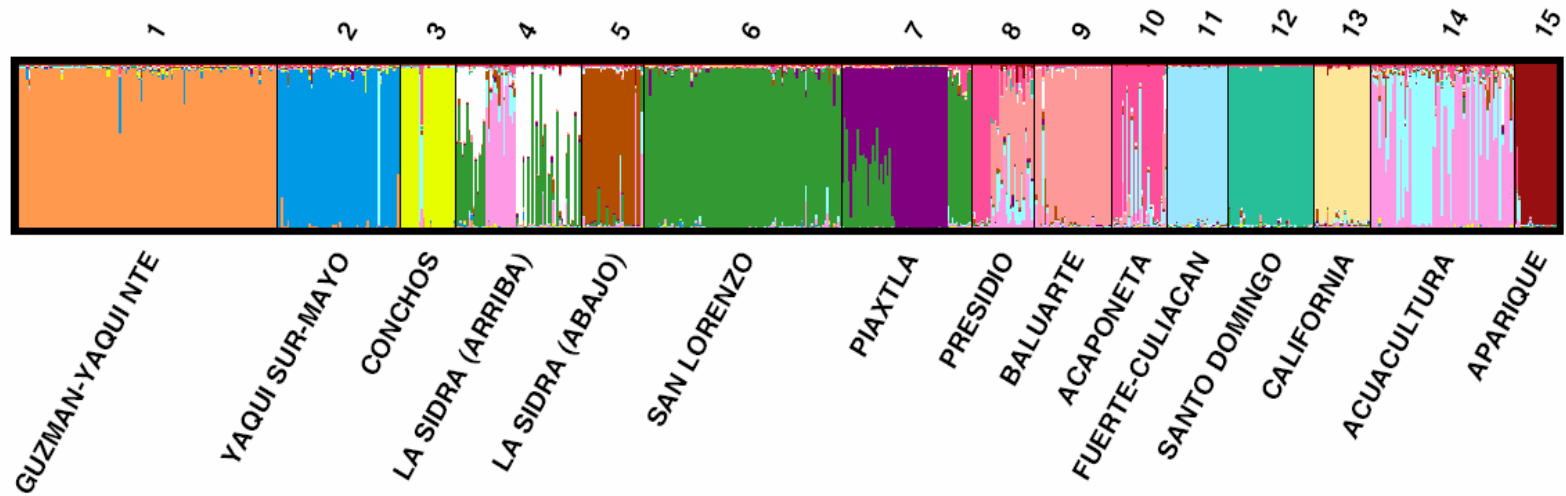 1
2
3
4
5
6
7
8
9
10
11
12
13
14
15
GUZMAN-YAQUI NTE
YAQUI SUR-MAYO
CONCHOS
LA SIDRA (ARRIBA)
LA SIDRA (ABAJO)
SAN LORENZO
PIAXTLA
PRESIDIO
BALUARTE
ACAPONETA
FUERTE-CULIACAN
SANTO DOMINGO
CALIFORNIA
ACUACULTURA
APARIQUE